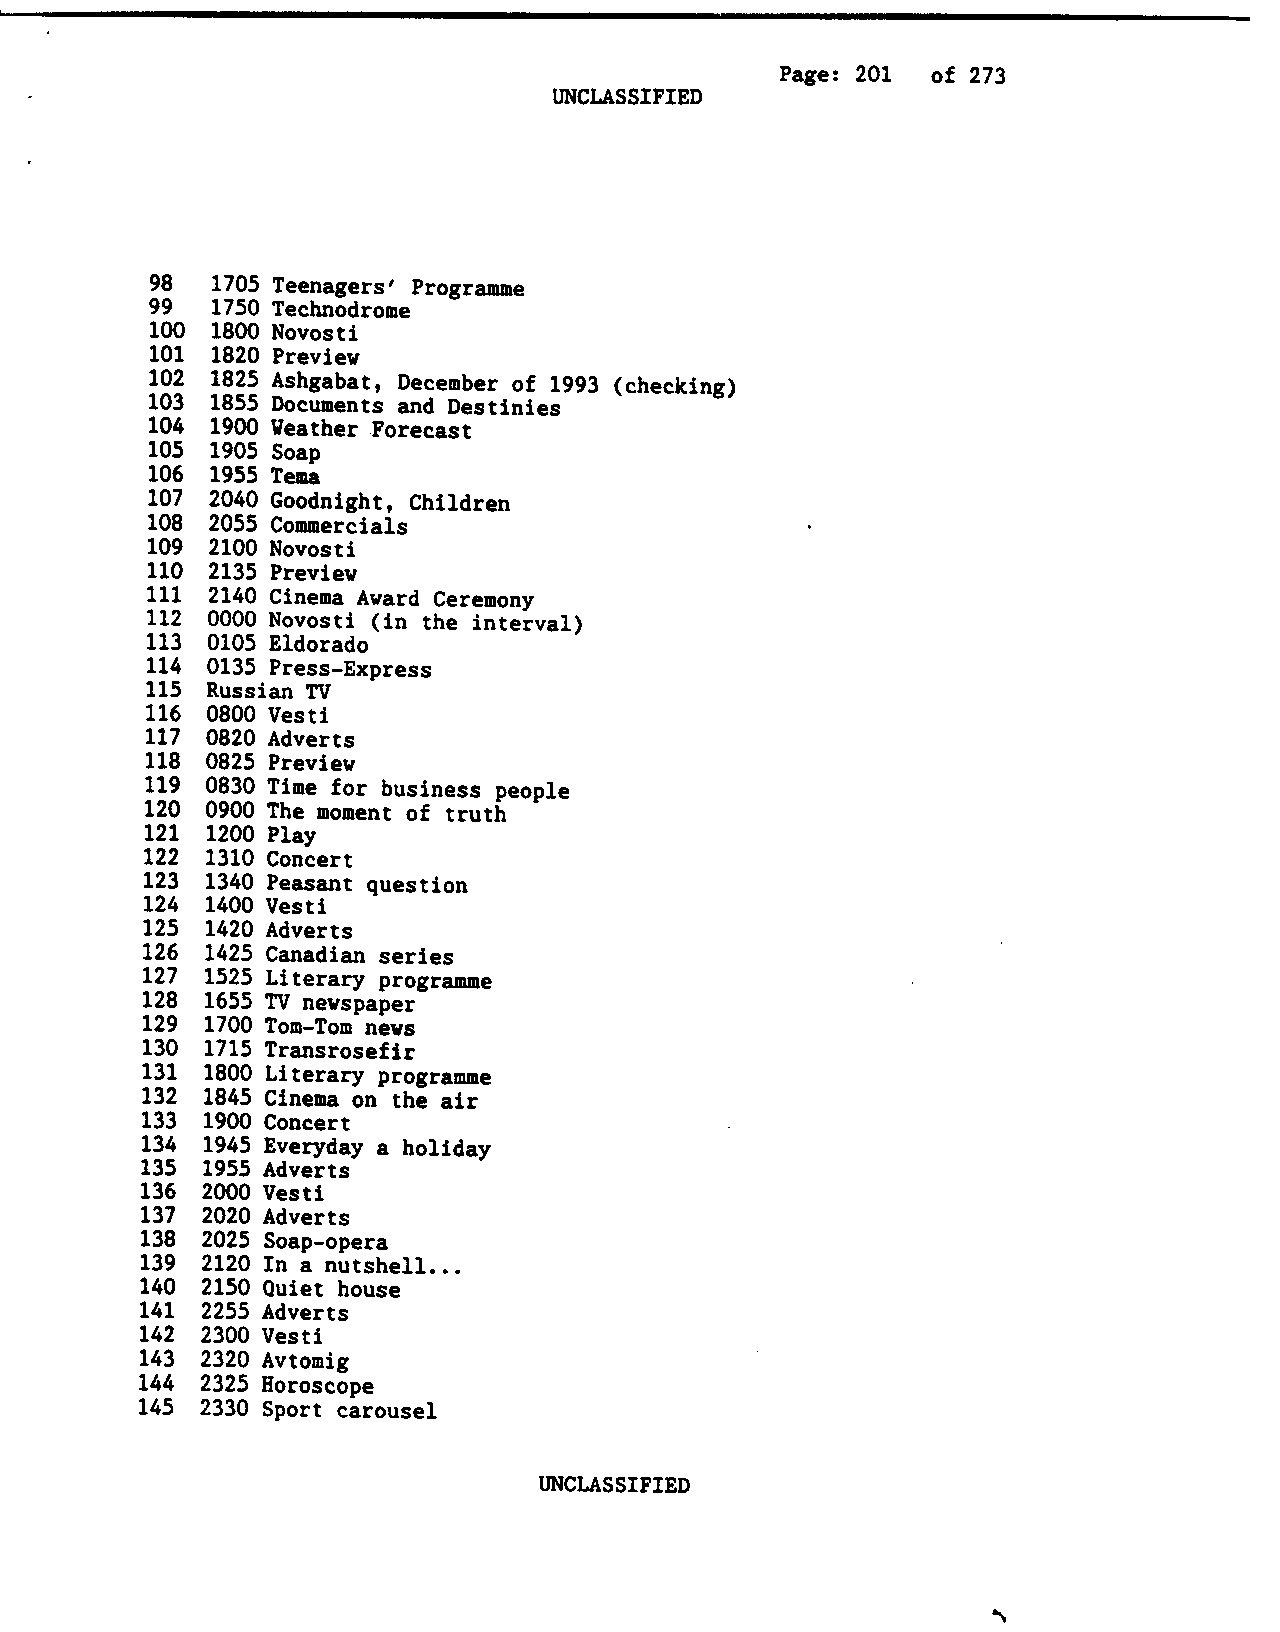 Page: 201 of 273
UNCLASSIFIED
98 1705 Teenagers' Programme
99 1750 Technodrome
100 1800 Novosti
101 1820 Preview
102 1825 Ashgabat, December of 1993 (checking)
103 1855 Documents and Destinies
104 1900 Weather Forecast
105 1905 Soap
106 1955 Tema
107 2040 Goodnight, Children
108 2055 Commercials
109 2100 Novosti
110 2135 Preview
111 2140 Cinema Award Ceremony
112 0000 Novosti (in the interval)
113 0105 Eldorado
114 0135 Press-Express
115 Russian TV
116 0800 Vesti
117 0820 Adverts
118 0825 Preview
119 0830 Time for business people
120 0900 The moment of truth
121 1200 Play
122 1310 Concert
123 1340 Peasant question
124 1400 Vesti
125 1420 Adverts
126 1425 Canadian series
127 1525 Literary programme
128 1655 TV newspaper
129 1700 Tom-Tom news
130 1715 Transrosefir
131 1800 Literary programme
132 1845 Cinema on the air
133 1900 Concert
134 1945 Everyday a holiday
135 1955 Adverts
136 2000 Vesti
137 2020 Adverts
138 2025 Soap-opera
139 2120 In a nutshell...
140 2150 Quiet house
141 2255 Adverts
142 2300 Vesti
143 2320 Avtomig
144 2325 Horoscope
145 2330 Sport carousel
UNCLASSIFIED